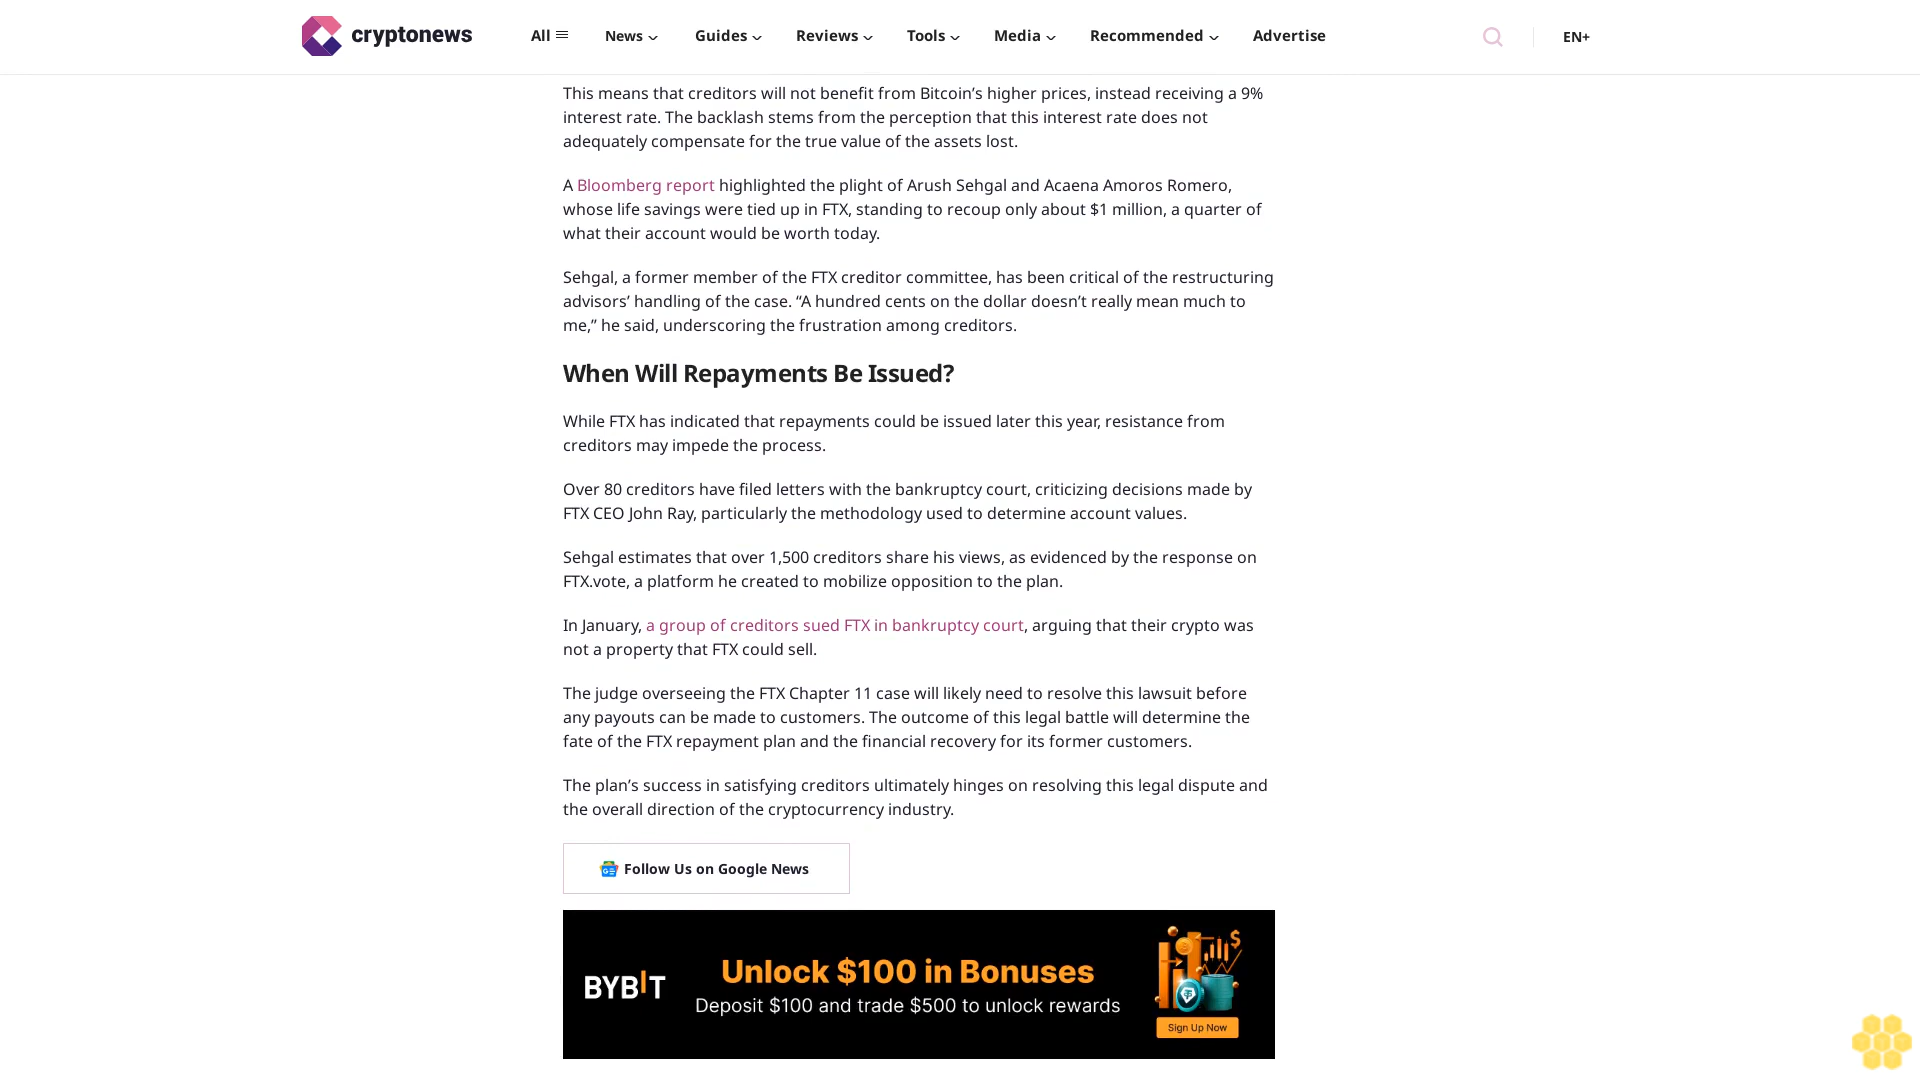 cryptonews
All
News
Guides
Reviews
Tools
Media
Recommended
Advertise
EN+
This means that creditors will not benefit from Bitcoin’s higher prices, instead receiving a 9%
interest rate. The backlash stems from the perception that this interest rate does not
adequately compensate for the true value of the assets lost.
A Bloomberg report highlighted the plight of Arush Sehgal and Acaena Amoros Romero,
whose life savings were tied up in FTX, standing to recoup only about $1 million, a quarter of
what their account would be worth today.
Sehgal, a former member of the FTX creditor committee, has been critical of the restructuring
advisors’ handling of the case. “A hundred cents on the dollar doesn’t really mean much to
me,” he said, underscoring the frustration among creditors.
When Will Repayments Be Issued?
While FTX has indicated that repayments could be issued later this year, resistance from
creditors may impede the process.
Over 80 creditors have filed letters with the bankruptcy court, criticizing decisions made by
FTX CEO John Ray, particularly the methodology used to determine account values.
Sehgal estimates that over 1,500 creditors share his views, as evidenced by the response on
FTX.vote, a platform he created to mobilize opposition to the plan.
In January, a group of creditors sued FTX in bankruptcy court, arguing that their crypto was
not a property that FTX could sell.
The judge overseeing the FTX Chapter 11 case will likely need to resolve this lawsuit before
any payouts can be made to customers. The outcome of this legal battle will determine the
fate of the FTX repayment plan and the financial recovery for its former customers.
The plan’s success in satisfying creditors ultimately hinges on resolving this legal dispute and
the overall direction of the cryptocurrency industry.
Follow Us on Google News
BYBIT
Unlock $100 in Bonuses
Deposit $100 and trade $500 to unlock rewards
Sign Up Now